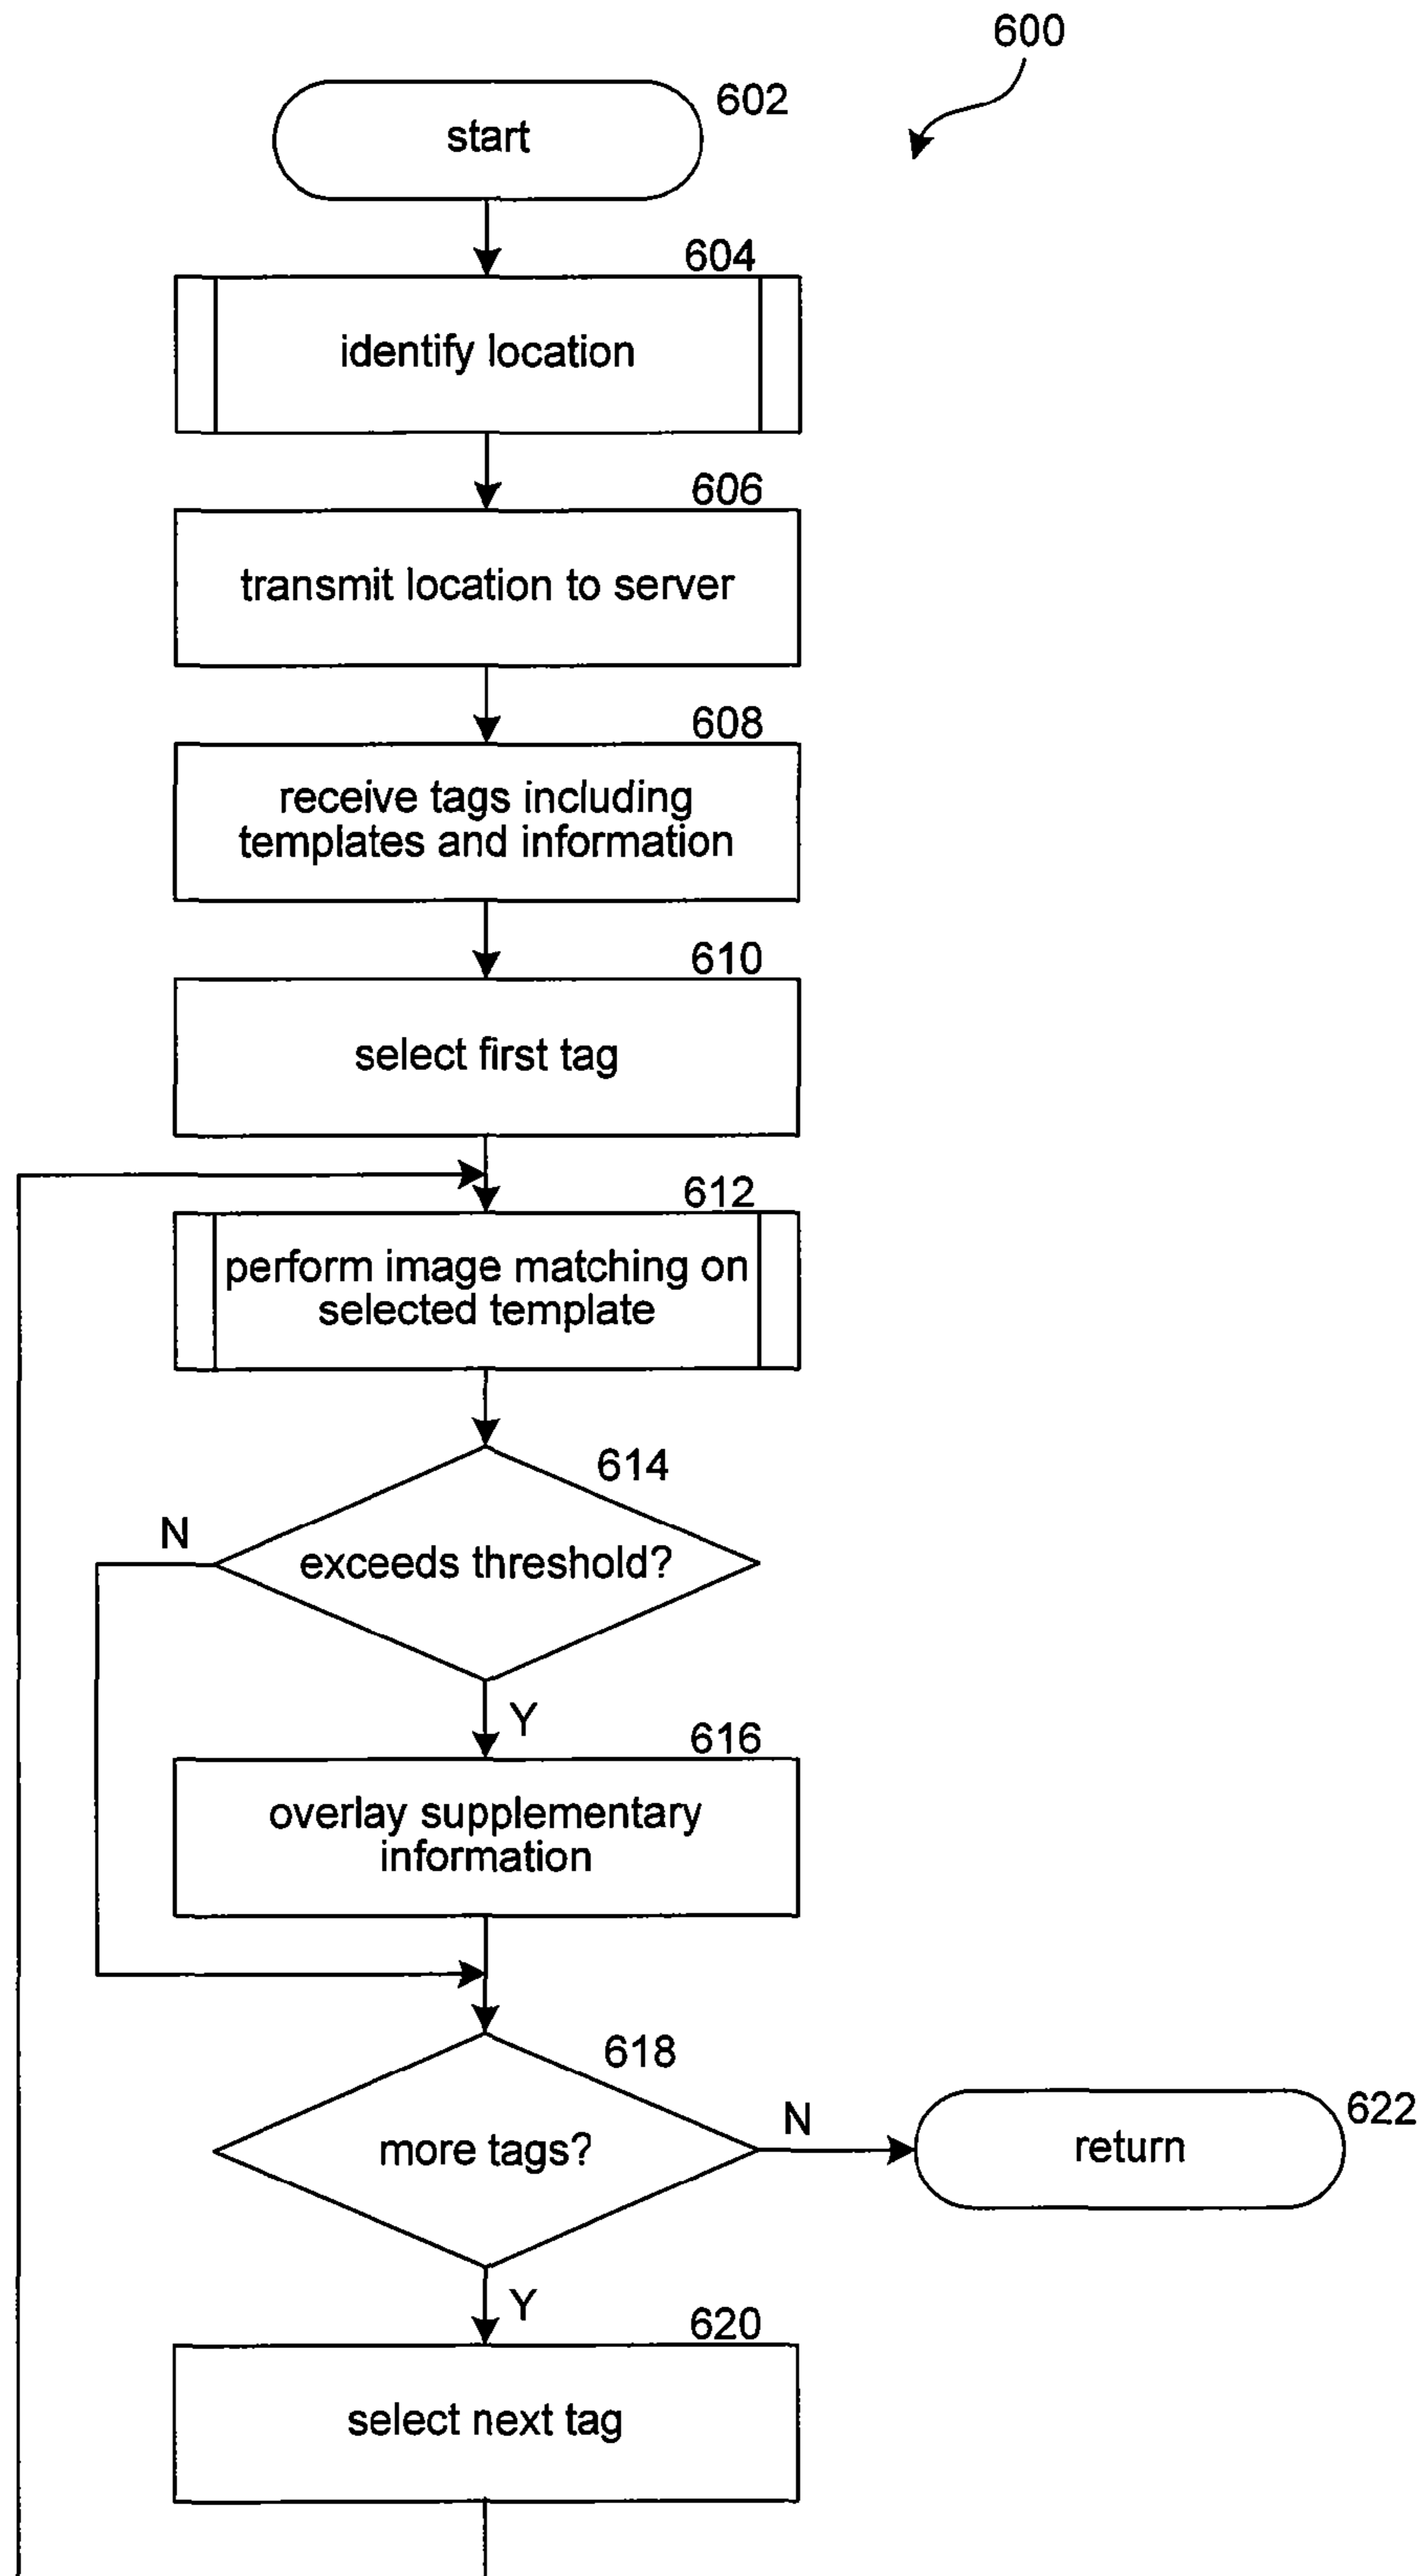 600
602
start
604
identify location
606
transmit location to server
608
receive tags including
templates and information
610
select first tag
612
perform image matching on
selected template
614
N
exceeds threshold?
Y
616
overlay supplementary
information
618
more tags?
N
622
return
Y
620
select next tag